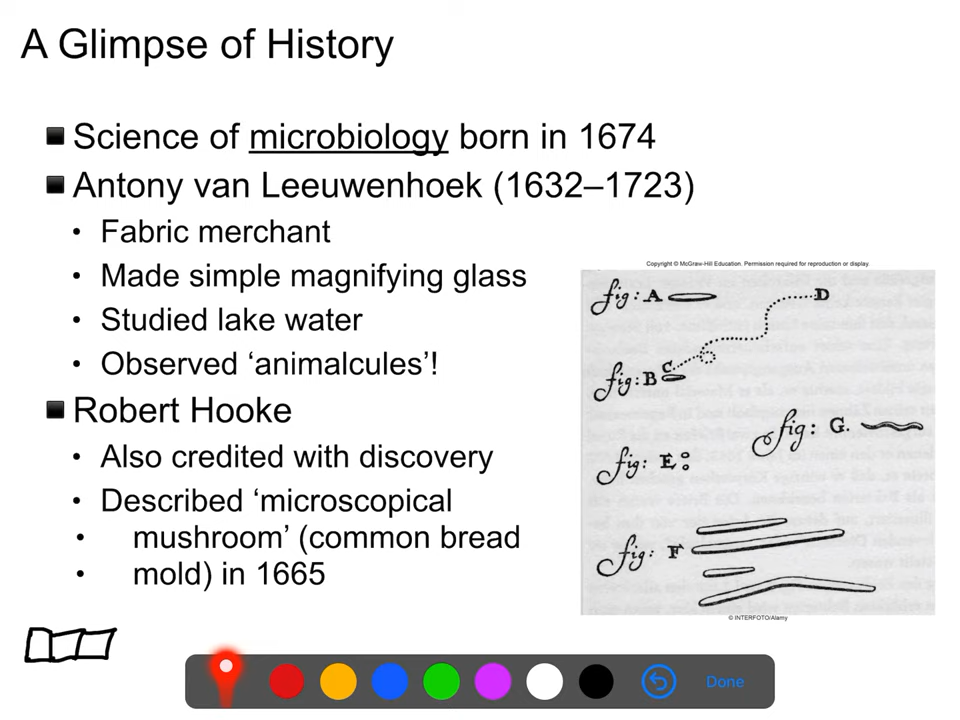 A Glimpse of History
Science of microbiology born in 1674
Antony van Leeuwenhoek (1632–1723)
Fabric merchant
Made simple magnifying glass
Studied lake water
Observed ‘animalcules’!
Robert Hooke
Also credited with discovery
Described ‘microscopical
mushroom’ (common bread
mold) in 1665
Copyright © McGraw-Hill Education. Permission required for reproduction or display.
fig: A
D
C.
fig: B
fig: G.
fig: E
fig: F
© INTERFOTO/Alamy
Done